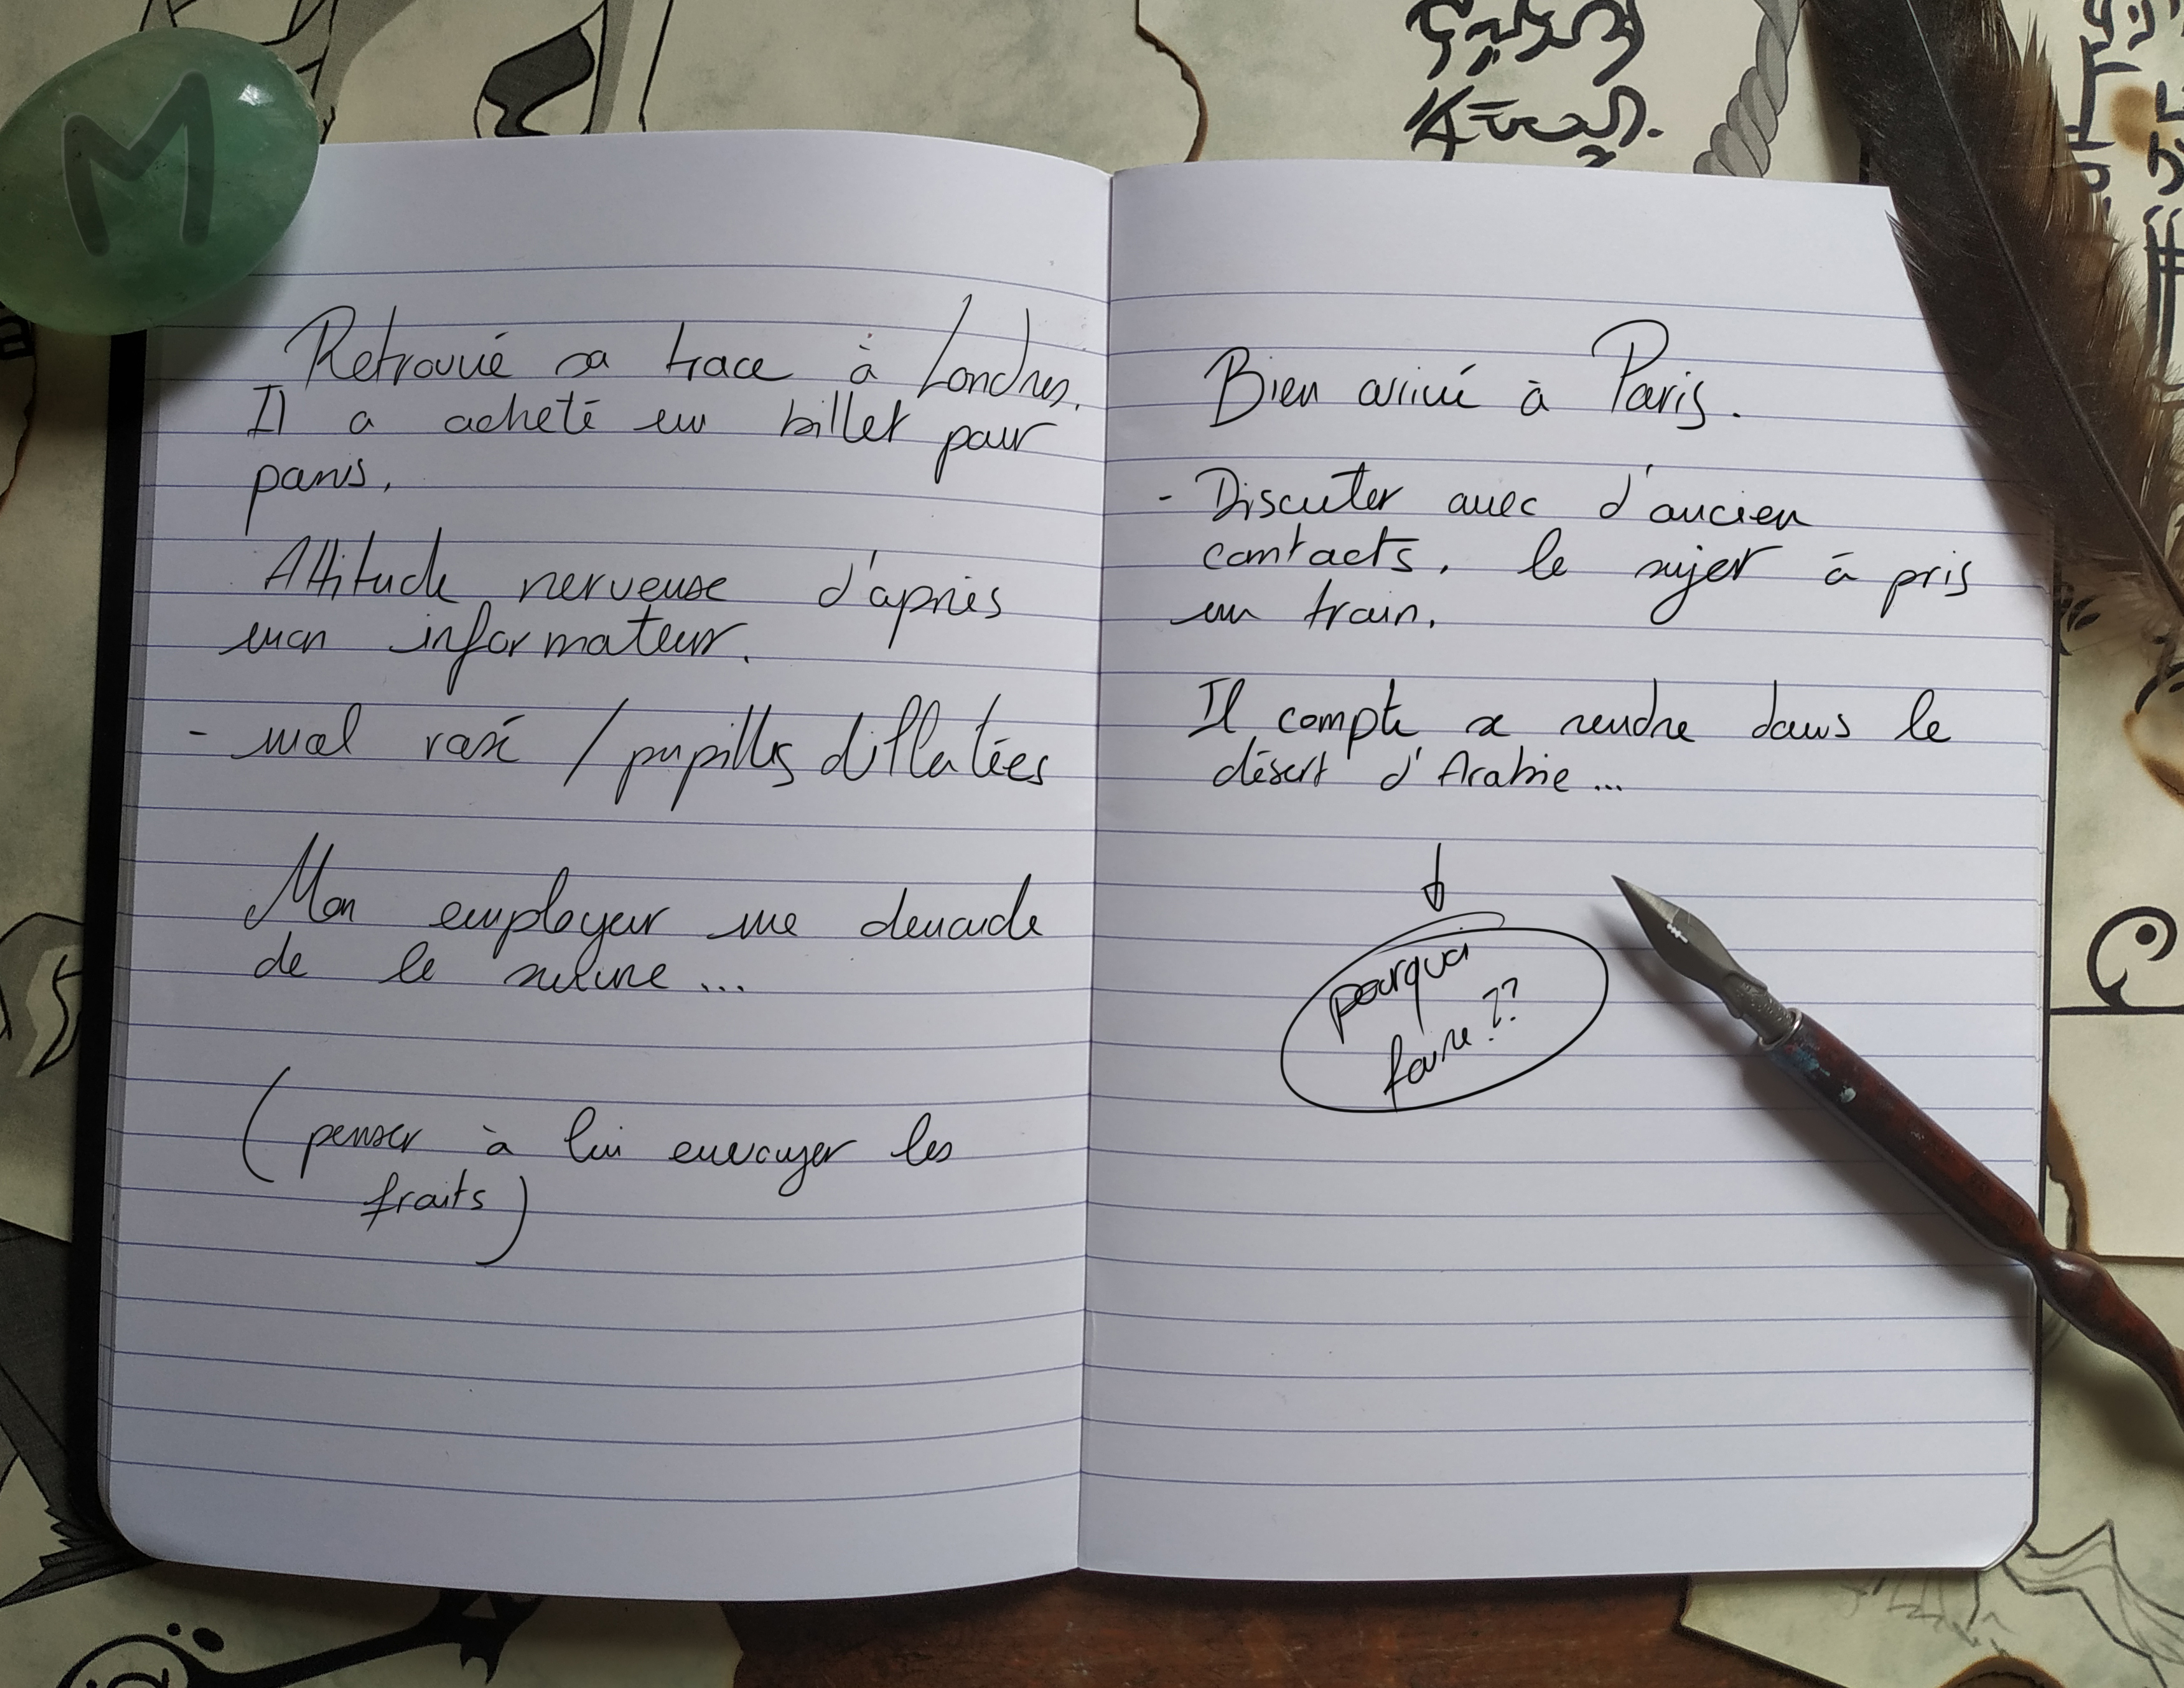 M
Retrouvé sa trace à Londres.
Il a acheté un billet pour
paris.
Attitude nerveuse d'après
mon informateur.
- mal rasé / pupilles dillatées
Mon employeur me demande
de le suivre ...
( penser à lui envoyer les
fraits )
Bien arrivé à Paris.
- Discuter avec d'ancien
contacts. le sujet à pris
un train.
Il compte se rendre dans le
désert d'Arabie ...
pourquoi
faire ??